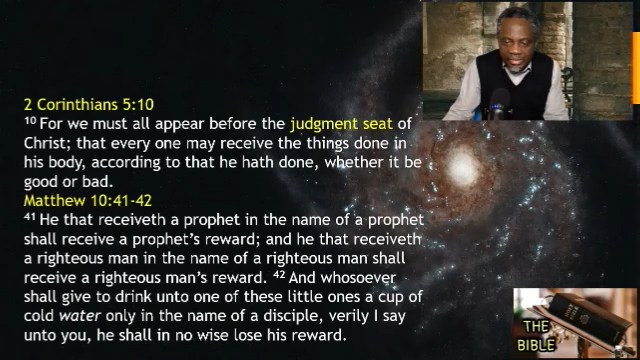 2 Corinthians 5:10
¹⁰ For we must all appear before the judgment seat of
Christ; that every one may receive the things done in
his body, according to that he hath done, whether it be
good or bad.
Matthew 10:41-42
⁴¹ He that receiveth a prophet in the name of a prophet
shall receive a prophet's reward; and he that receiveth
a righteous man in the name of a righteous man shall
receive a righteous man's reward. ⁴² And whosoever
shall give to drink unto one of these little ones a cup of
cold water only in the name of a disciple, verily I say
unto you, he shall in no wise lose his reward.
THE
BIBLE